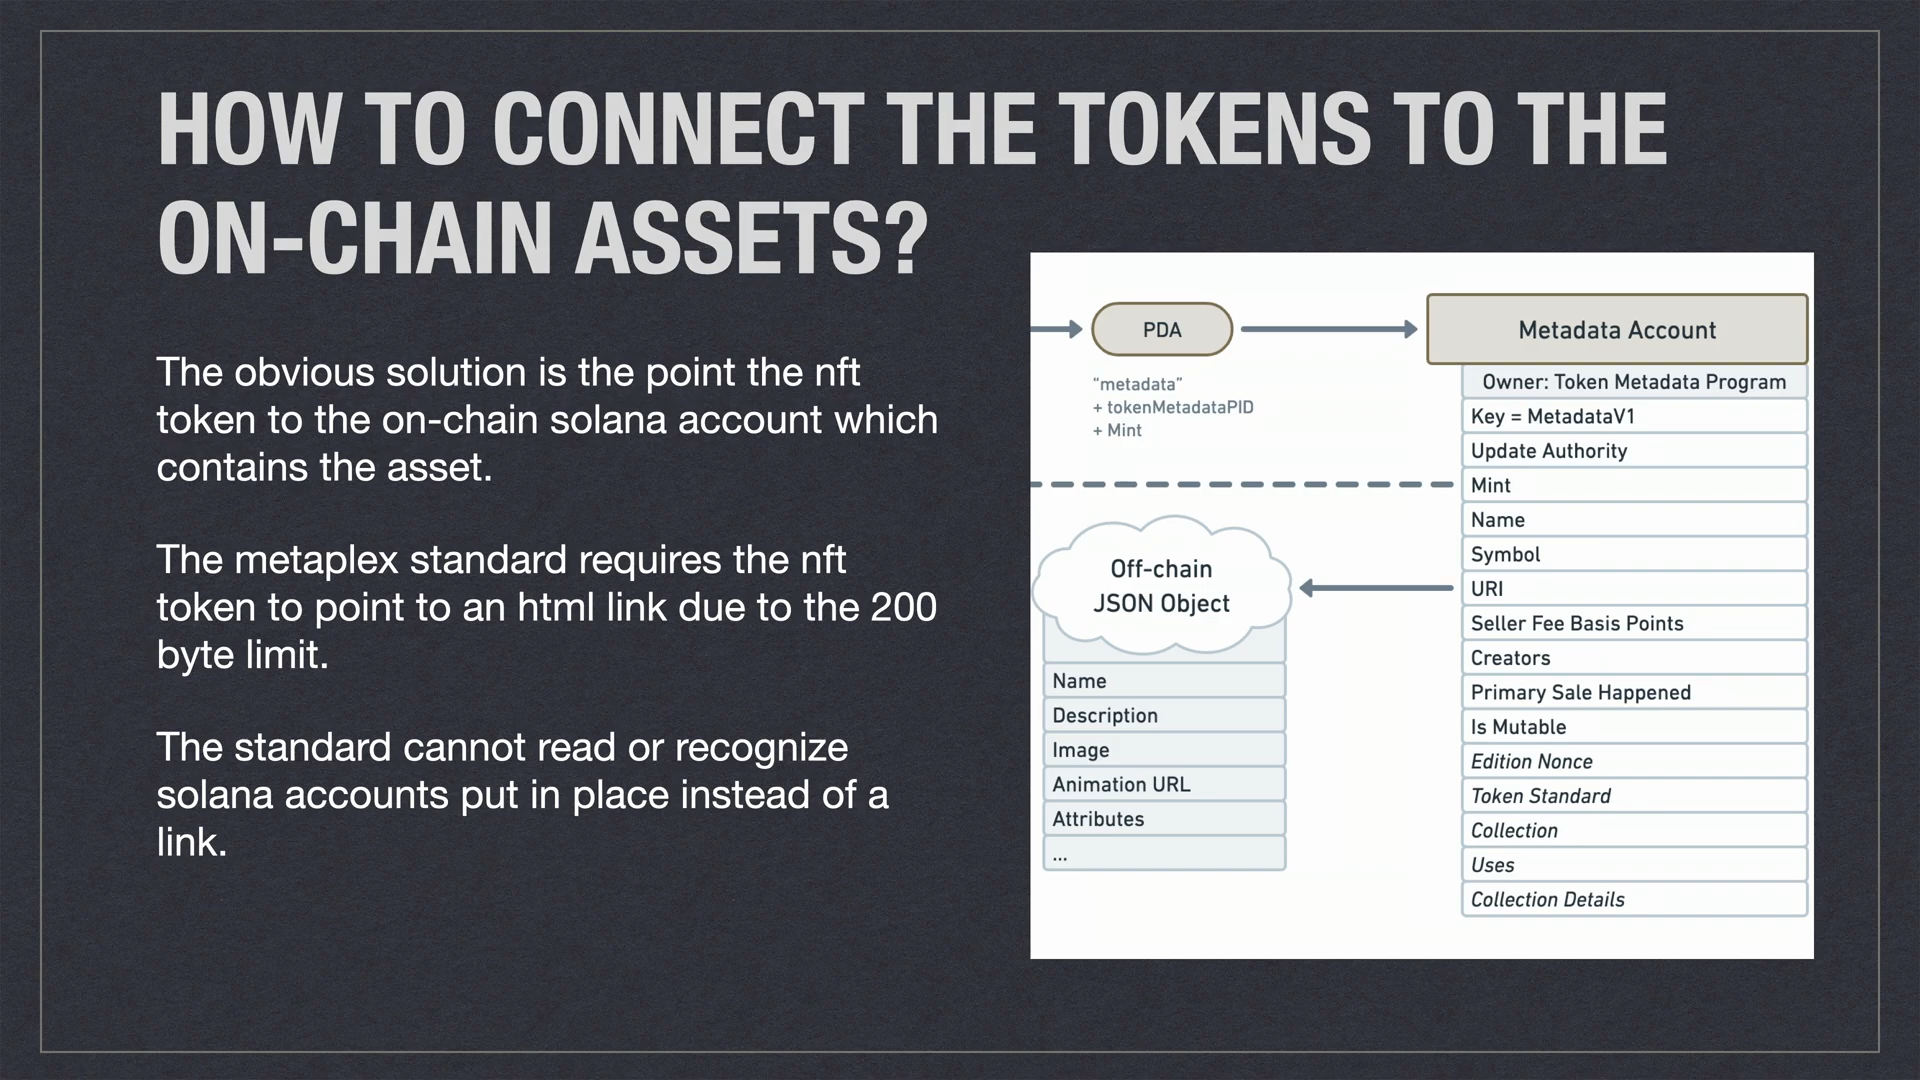 HOW TO CONNECT THE TOKENS TO THE
ON-CHAIN ASSETS?
The obvious solution is the point the nft
token to the on-chain solana account which
contains the asset.
The metaplex standard requires the nft
token to point to an html link due to the 200
byte limit.
The standard cannot read or recognize
solana accounts put in place instead of a
link.
PDA
"metadata"
+ tokenMetadataPID
+ Mint
Off-chain
JSON Object
Name
Description
Image
Animation URL
Attributes
...
Metadata Account
Owner: Token Metadata Program
Key = MetadataV1
Update Authority
Mint
Name
Symbol
URI
Seller Fee Basis Points
Creators
Primary Sale Happened
Is Mutable
Edition Nonce
Token Standard
Collection
Uses
Collection Details